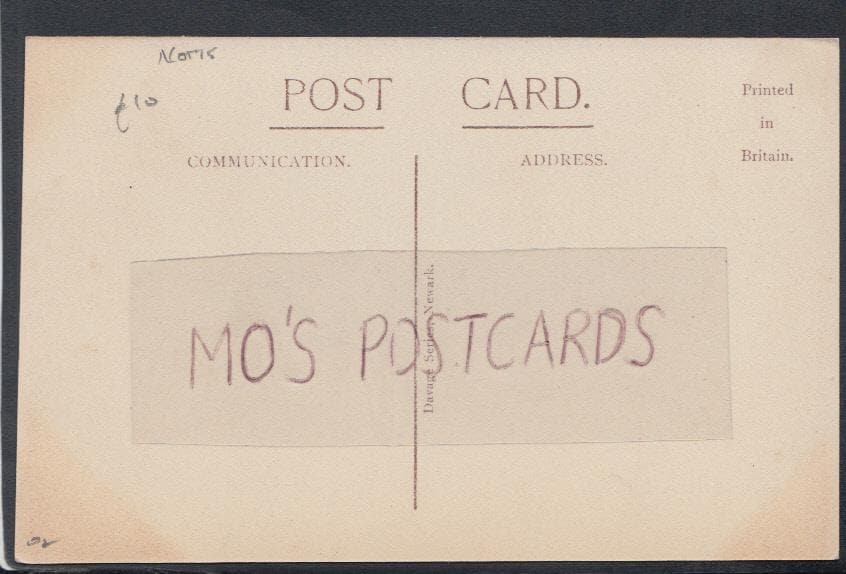 NOTTS
£10
POST CARD.
Printed
in
Britain.
COMMUNICATION.
ADDRESS.
Davage Series, Newark.
MO'S POSTCARDS